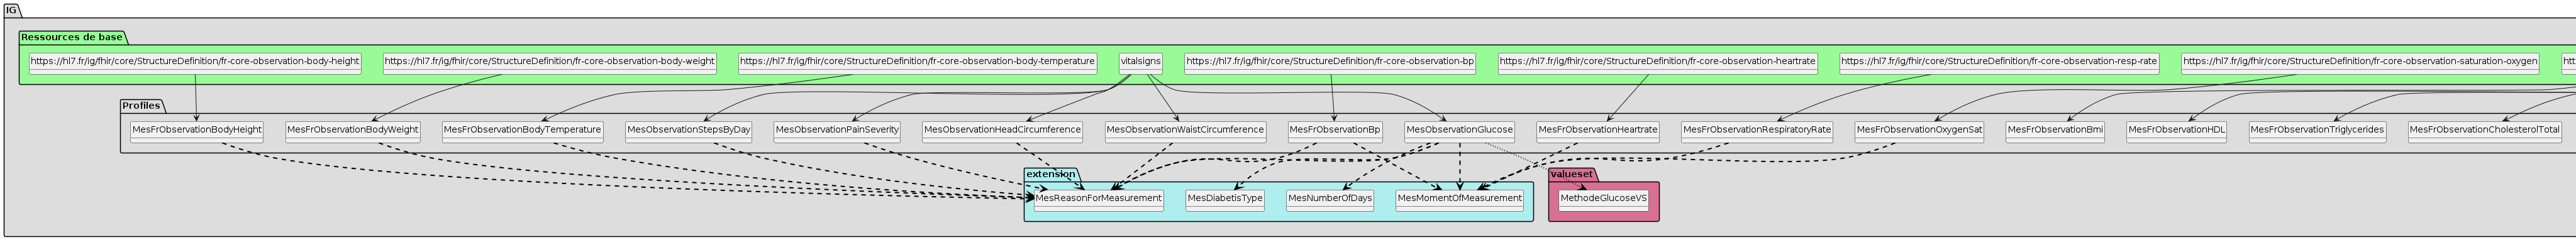 IG
Ressources de base
https://hl7.fr/ig/fhir/core/StructureDefinition/fr-core-observation-body-height
https://hl7.fr/ig/fhir/core/StructureDefinition/fr-core-observation-body-weight
https://hl7.fr/ig/fhir/core/StructureDefinition/fr-core-observation-body-temperature
vitalsigns
https://hl7.fr/ig/fhir/core/StructureDefinition/fr-core-observation-bp
https://hl7.fr/ig/fhir/core/StructureDefinition/fr-core-observation-heartrate
https://hl7.fr/ig/fhir/core/StructureDefinition/fr-core-observation-resp-rate
https://hl7.fr/ig/fhir/core/StructureDefinition/fr-core-observation-saturation-oxygen
Profiles
MesFrObservationBodyHeight
MesFrObservationBodyWeight
MesFrObservationBodyTemperature
MesObservationStepsByDay
MesObservationPainSeverity
MesObservationHeadCircumference
MesObservationWaistCircumference
MesFrObservationBp
MesObservationGlucose
MesFrObservationHeartrate
MesFrObservationRespiratoryRate
MesFrObservationOxygenSat
MesFrObservationBmi
MesFrObservationHDL
MesFrObservationTriglycerides
MesFrObservationCholesterolTotal
extension
MesReasonForMeasurement
MesDiabetisType
MesNumberOfDays
MesMomentOfMeasurement
valueset
MethodeGlucoseVS